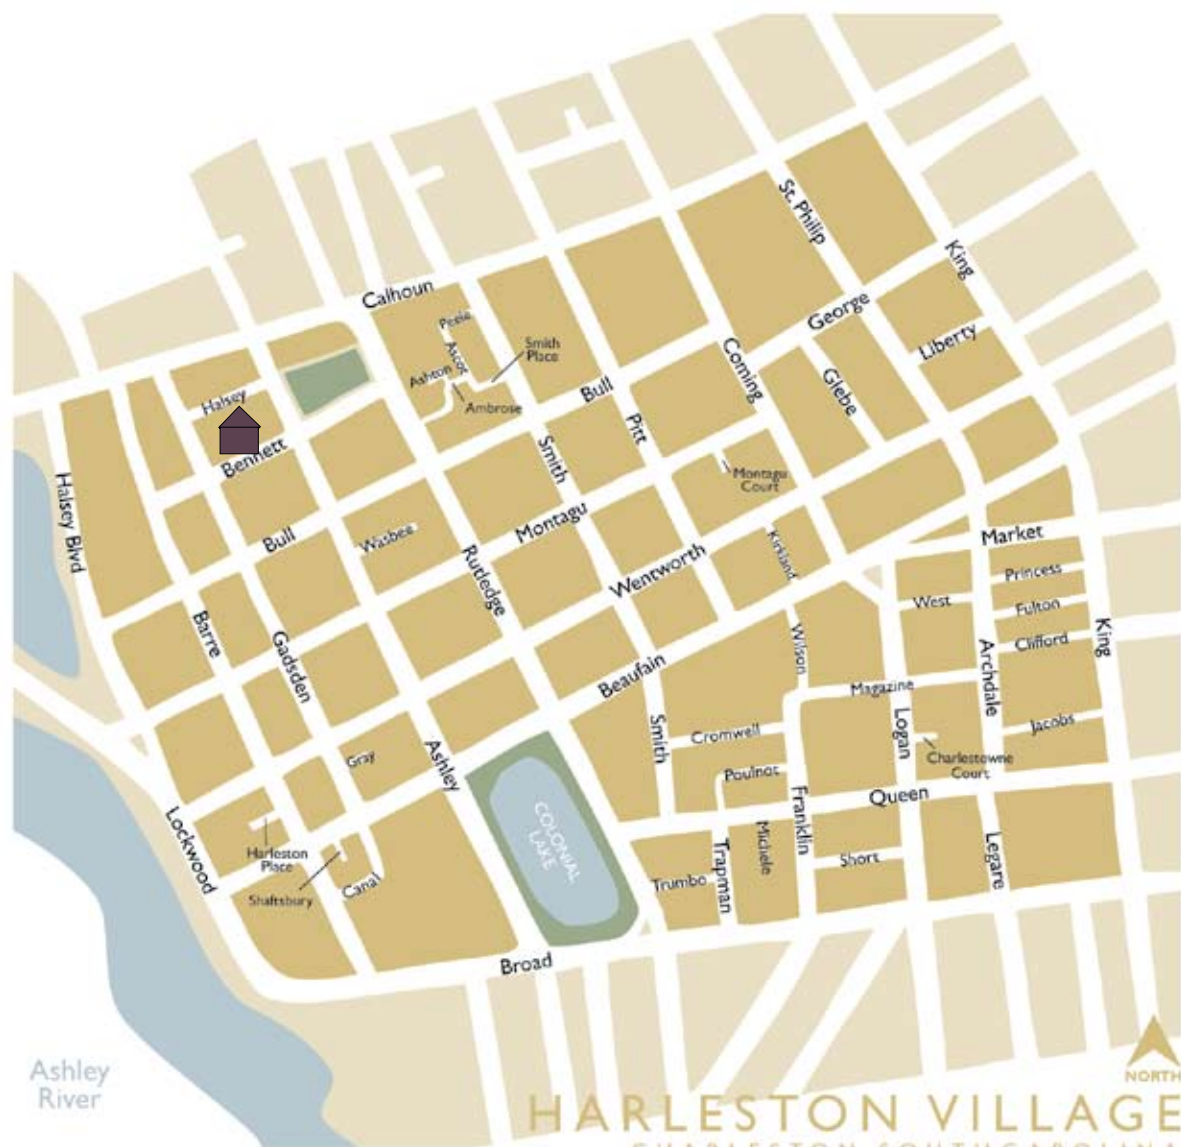 St. Philip
King
Calhoun
George
Peele
Ascot
Smith
Place
Liberty
Coming
Ashton
Glebe
Halsey
Bull
Ambrose
Pitt
Bennett
Smith
Montagu
Court
Halsey Blvd
Montagu
Bull
Wasbee
Market
Kirkland
Rutledge
Wentworth
Princess
West
Fulton
Barre
Gadsden
Wilson
Clifford
King
Beaufain
Archdale
Magazine
Smith
Logan
Jacobs
Cromwell
Gray
Ashley
Charlestowne
Court
Poulnot
Queen
Franklin
COLONIAL
LAKE
Lockwood
Michele
Trapman
Legare
Harleston
Place
Short
Canal
Trumbo
Shaftsbury
Broad
Ashley
River
NORTH
HARLESTON VILLAGE
CHARLESTON SOUTH CAROLINA